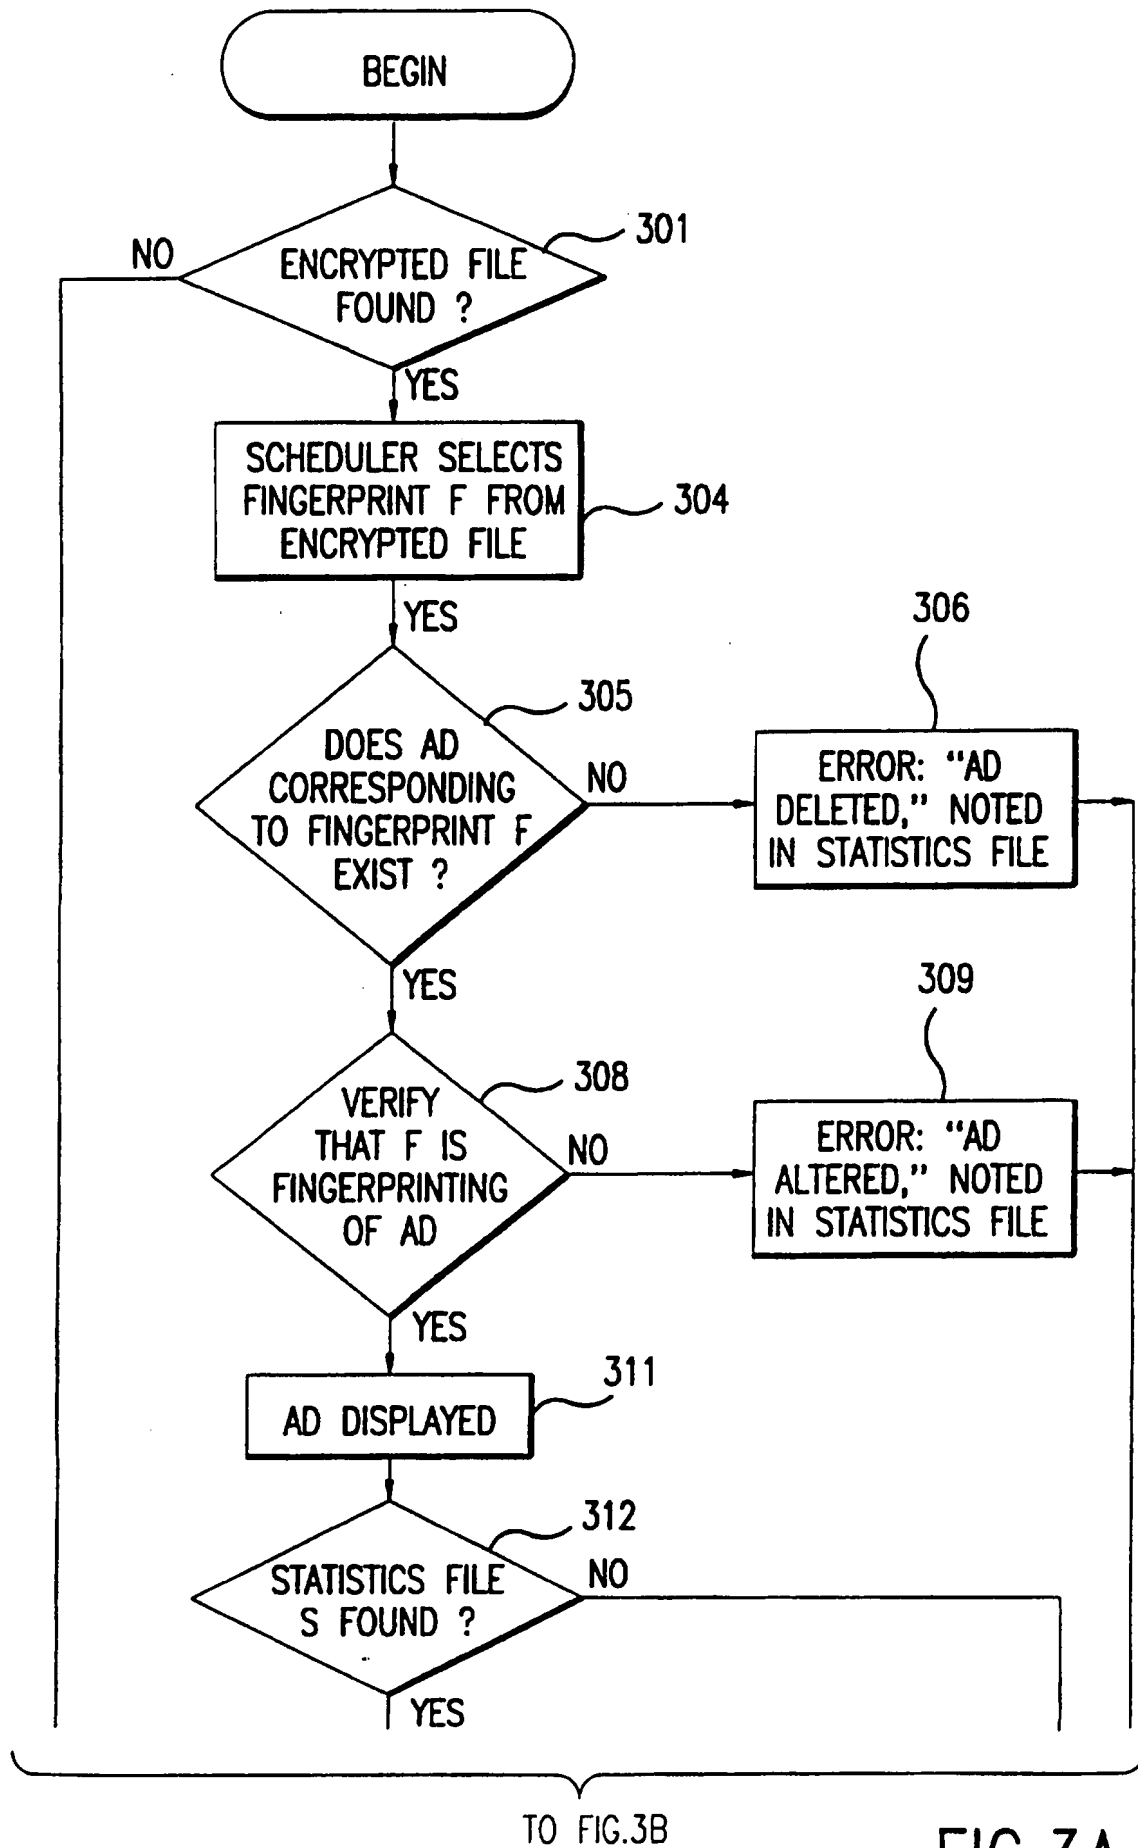 BEGIN
301
NO
ENCRYPTED FILE
FOUND ?
YES
SCHEDULER SELECTS
FINGERPRINT F FROM
ENCRYPTED FILE
304
YES
305
DOES AD
CORRESPONDING
TO FINGERPRINT F
EXIST ?
NO
306
ERROR: “AD
DELETED,” NOTED
IN STATISTICS FILE
YES
308
VERIFY
THAT F IS
FINGERPRINTING
OF AD
NO
309
ERROR: “AD
ALTERED,” NOTED
IN STATISTICS FILE
YES
311
AD DISPLAYED
312
STATISTICS FILE
S FOUND ?
NO
YES
TO FIG.3B
FIG.3A